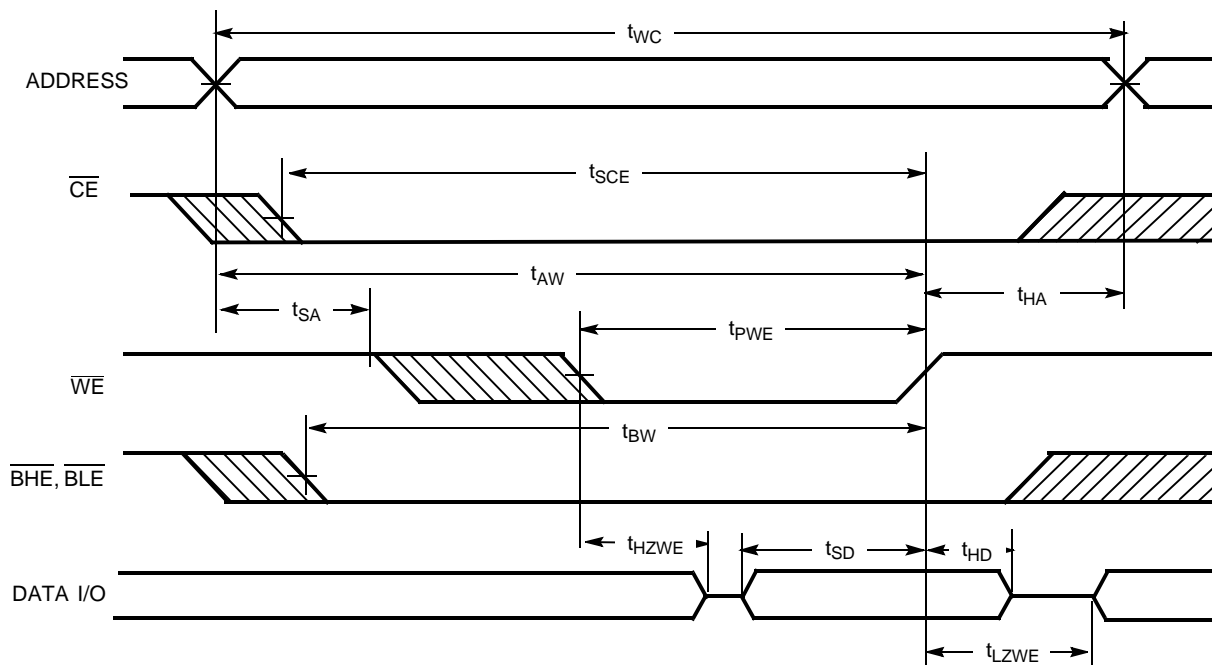 tWC
ADDRESS
tSCE
CE
tAW
tSA
tHA
tPWE
WE
tBW
BHE, BLE
tHZWE
tSD
tHD
DATA I/O
tLZWE